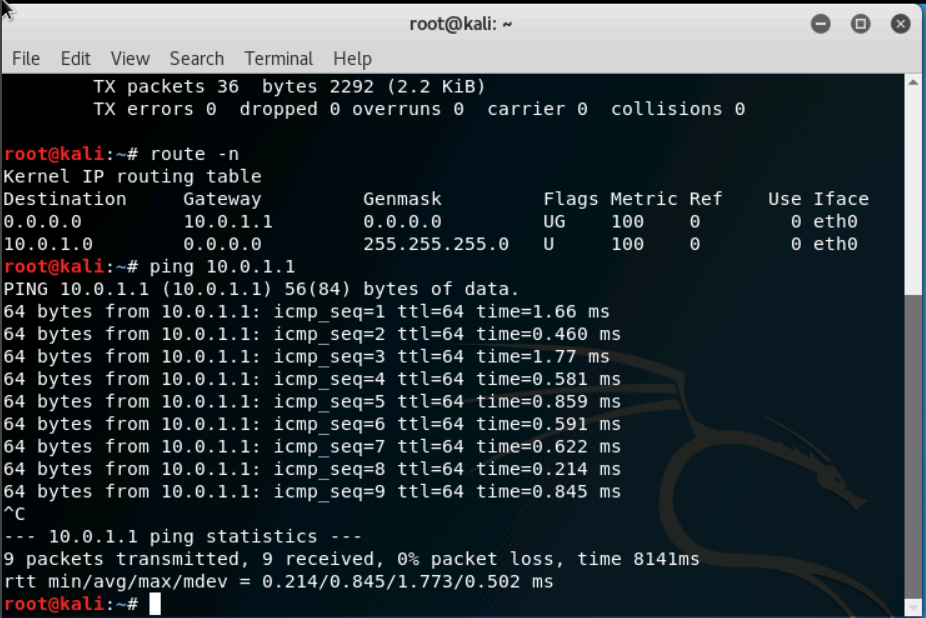 root@kali: ~
File Edit View Search Terminal Help
TX packets 36  bytes 2292 (2.2 KiB)
TX errors 0  dropped 0 overruns 0  carrier 0  collisions 0
root@kali:~# route -n
Kernel IP routing table
Destination     Gateway         Genmask         Flags Metric Ref    Use Iface
0.0.0.0         10.0.1.1        0.0.0.0         UG    100    0        0 eth0
10.0.1.0        0.0.0.0         255.255.255.0   U     100    0        0 eth0
root@kali:~# ping 10.0.1.1
PING 10.0.1.1 (10.0.1.1) 56(84) bytes of data.
64 bytes from 10.0.1.1: icmp_seq=1 ttl=64 time=1.66 ms
64 bytes from 10.0.1.1: icmp_seq=2 ttl=64 time=0.460 ms
64 bytes from 10.0.1.1: icmp_seq=3 ttl=64 time=1.77 ms
64 bytes from 10.0.1.1: icmp_seq=4 ttl=64 time=0.581 ms
64 bytes from 10.0.1.1: icmp_seq=5 ttl=64 time=0.859 ms
64 bytes from 10.0.1.1: icmp_seq=6 ttl=64 time=0.591 ms
64 bytes from 10.0.1.1: icmp_seq=7 ttl=64 time=0.622 ms
64 bytes from 10.0.1.1: icmp_seq=8 ttl=64 time=0.214 ms
64 bytes from 10.0.1.1: icmp_seq=9 ttl=64 time=0.845 ms
^C
--- 10.0.1.1 ping statistics ---
9 packets transmitted, 9 received, 0% packet loss, time 8141ms
rtt min/avg/max/mdev = 0.214/0.845/1.773/0.502 ms
root@kali:~#